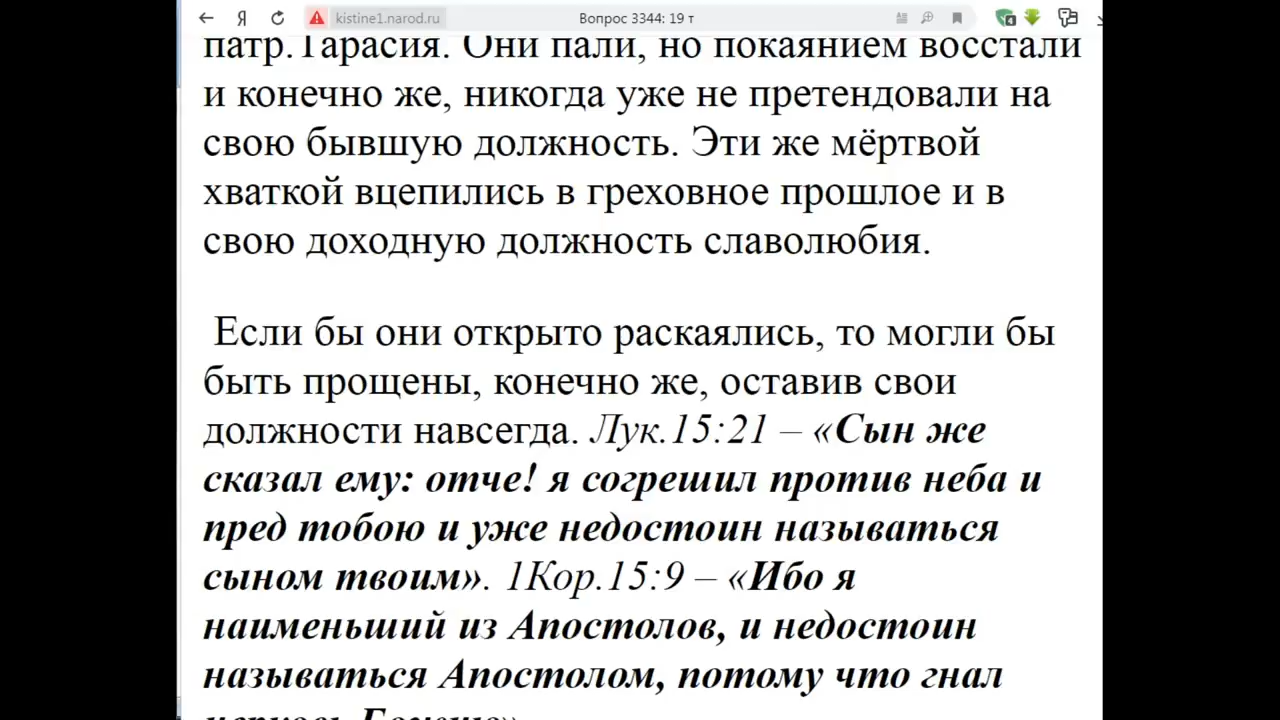 kistine1.narod.ru
Вопрос 3344: 19 т
патр.Тарасия. Они пали, но покаянием восстали
и конечно же, никогда уже не претендовали на
свою бывшую должность. Эти же мёртвой
хваткой вцепились в греховное прошлое и в
свою доходную должность славолюбия.
Если бы они открыто раскаялись, то могли бы
быть прощены, конечно же, оставив свои
должности навсегда. Лук.15:21 – «Сын же
сказал ему: отче! я согрешил против неба и
пред тобою и уже недостоин называться
сыном твоим». 1Кор.15:9 – «Ибо я
наименьший из Апостолов, и недостоин
называться Апостолом, потому что гнал
церковь Божию»